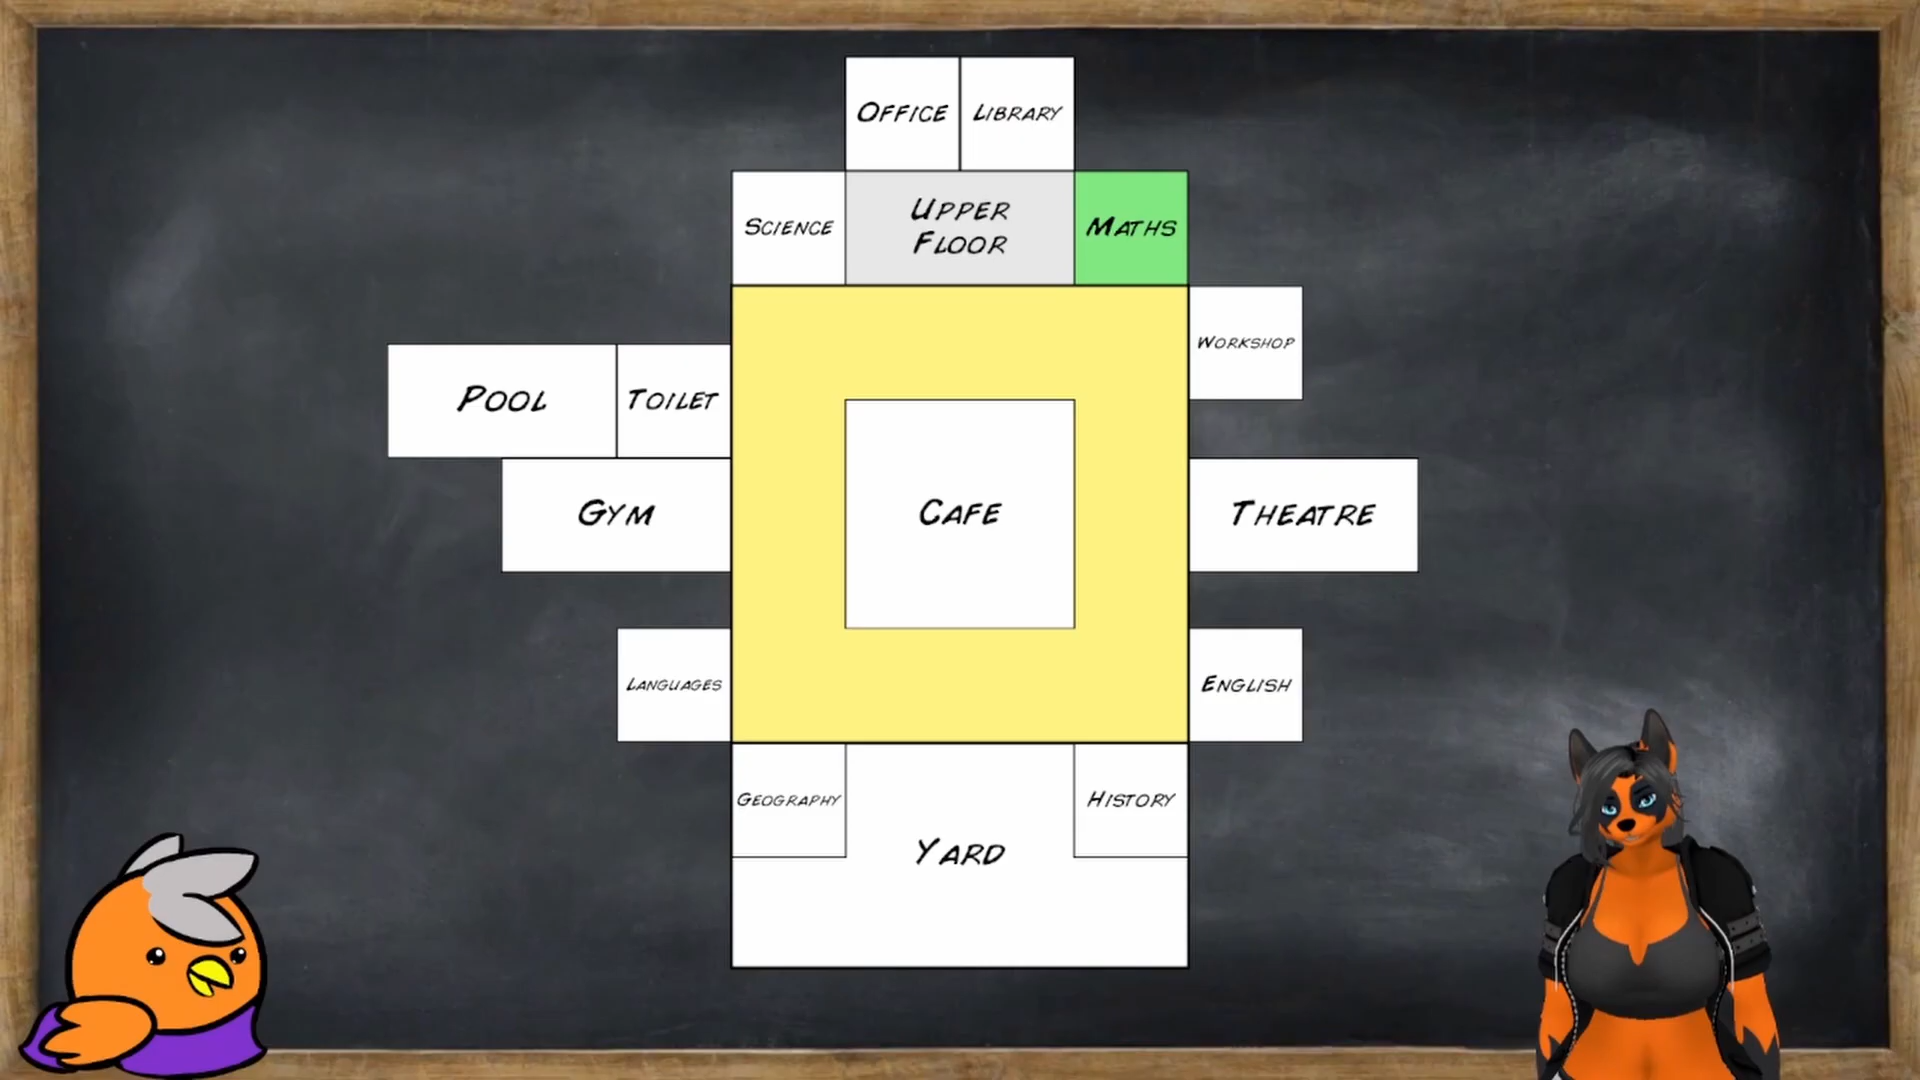 OFFICE
LIBRARY
SCIENCE
UPPER
FLOOR
MATHS
WORKSHOP
POOL
TOILET
GYM
CAFE
THEATRE
LANGUAGES
ENGLISH
GEOGRAPHY
HISTORY
YARD